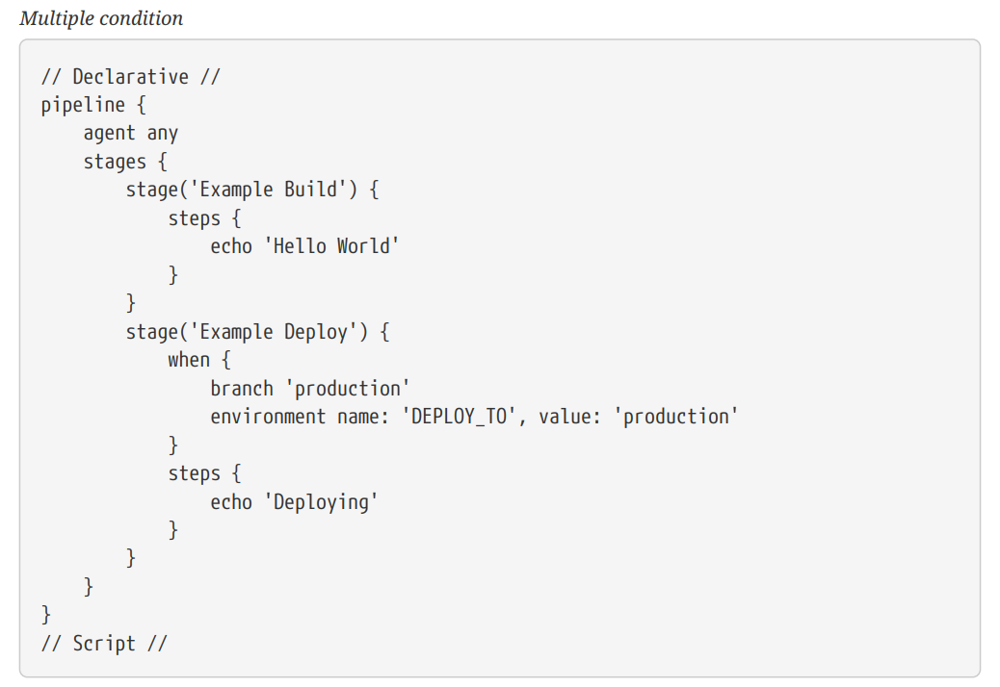 Multiple condition
// Declarative //
pipeline {
    agent any
    stages {
        stage('Example Build') {
            steps {
                echo 'Hello World'
            }
        }
        stage('Example Deploy') {
            when {
                branch 'production'
                environment name: 'DEPLOY_TO', value: 'production'
            }
            steps {
                echo 'Deploying'
            }
        }
    }
}
// Script //